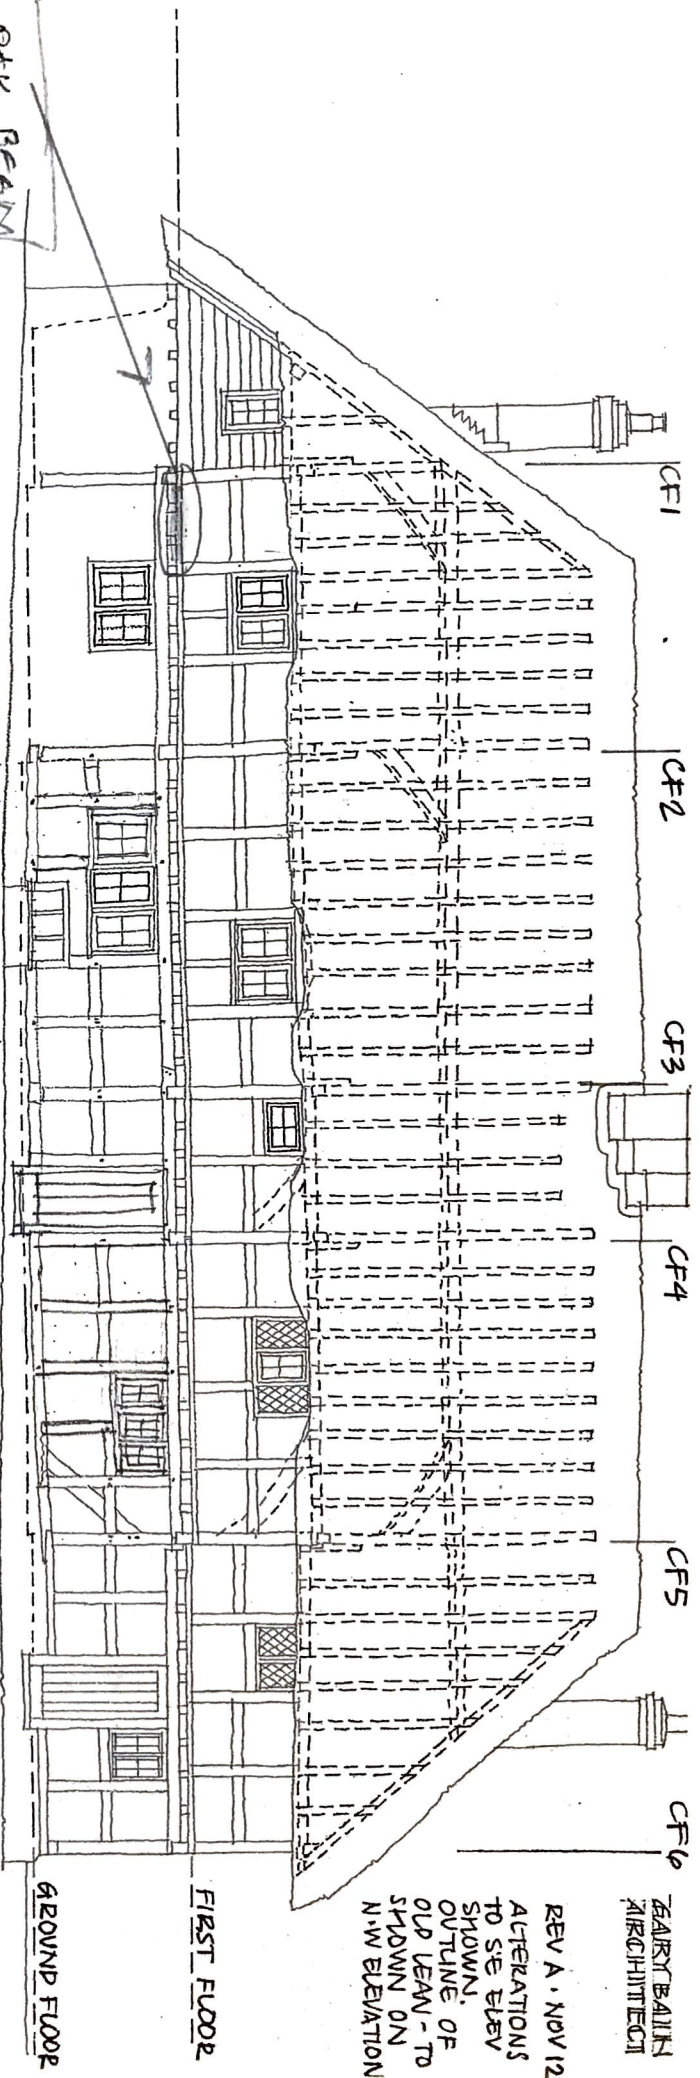 CF1
CF2
CF3
CF4
CF5
CF6
GARY BAIN
ARCHITECT
REV A • NOV 12
ALTERATIONS
TO S·E ELEV
SHOWN.
OUTLINE OF
OLD LEAN-TO
SHOWN ON
N·W ELEVATION
FIRST FLOOR
GROUND FLOOR
OAK BEAM